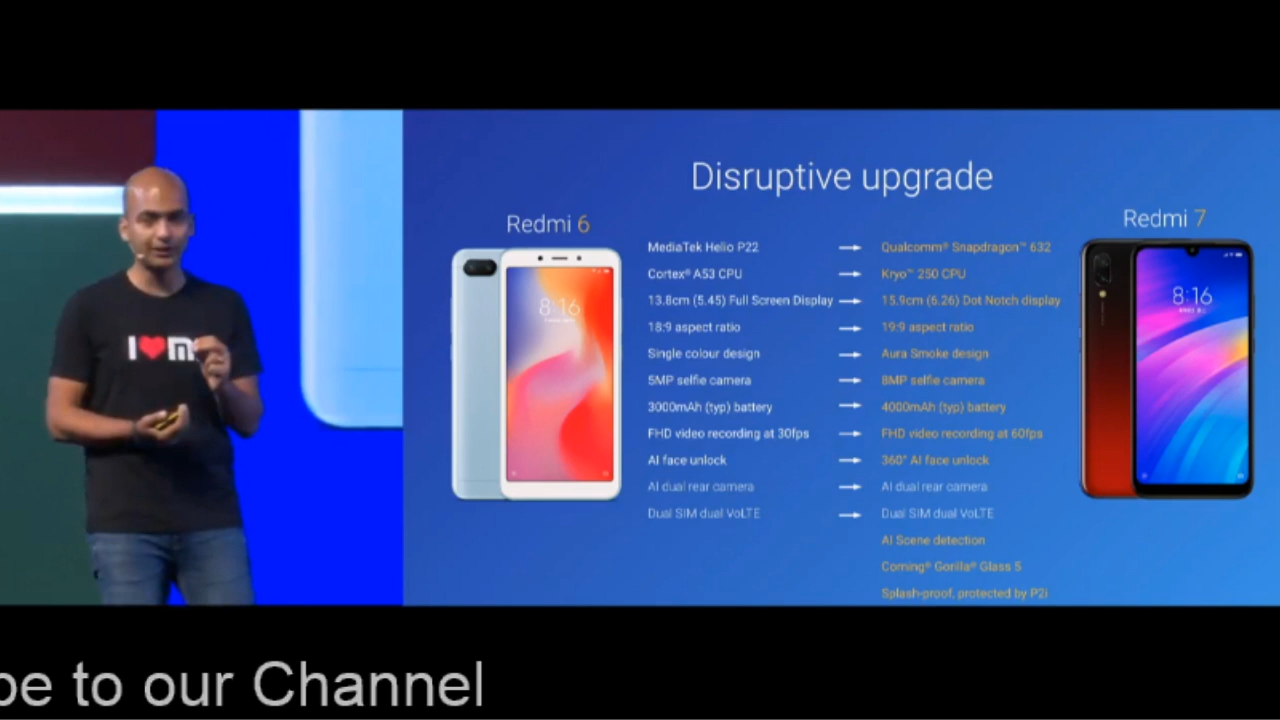 Disruptive upgrade
Redmi 6
Redmi 7
MediaTek Helio P22 → Qualcomm® Snapdragon™ 632
Cortex® A53 CPU → Kryo™ 250 CPU
13.8cm (5.45) Full Screen Display → 15.9cm (6.26) Dot Notch display
18:9 aspect ratio → 19:9 aspect ratio
Single colour design → Aura Smoke design
5MP selfie camera → 8MP selfie camera
3000mAh (typ) battery → 4000mAh (typ) battery
FHD video recording at 30fps → FHD video recording at 60fps
AI face unlock → 360° AI face unlock
AI dual rear camera → AI dual rear camera
Dual SIM dual VoLTE → Dual SIM dual VoLTE
AI Scene detection
Corning® Gorilla® Glass 5
Splash-proof, protected by P2i
8:16
8:16
I ❤ mi
be to our Channel